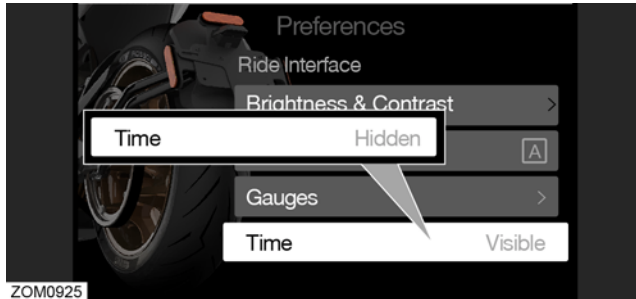 Preferences
Ride Interface
Brightness & Contrast
Time Hidden
A
Gauges
Time Visible
ZOM0925